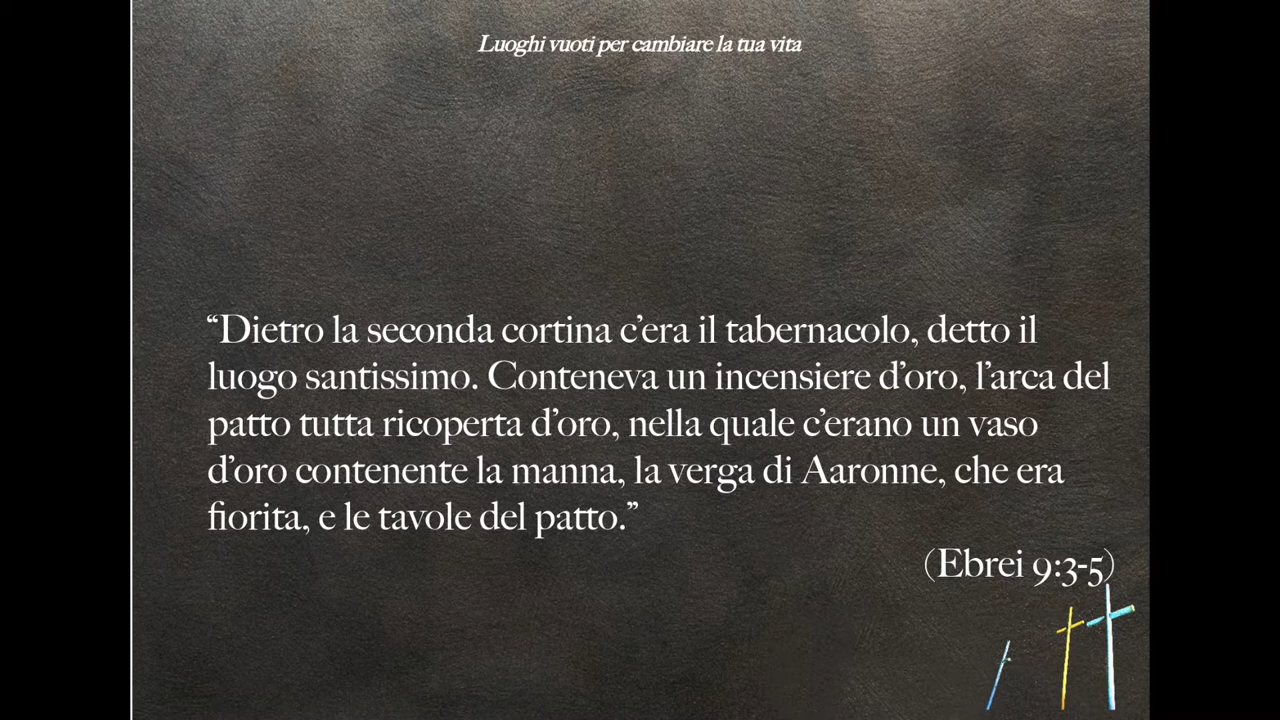 Luoghi vuoti per cambiare la tua vita
“Dietro la seconda cortina c’era il tabernacolo, detto il
luogo santissimo. Conteneva un incensiere d’oro, l’arca del
patto tutta ricoperta d’oro, nella quale c’erano un vaso
d’oro contenente la manna, la verga di Aaronne, che era
fiorita, e le tavole del patto.”
(Ebrei 9:3-5)